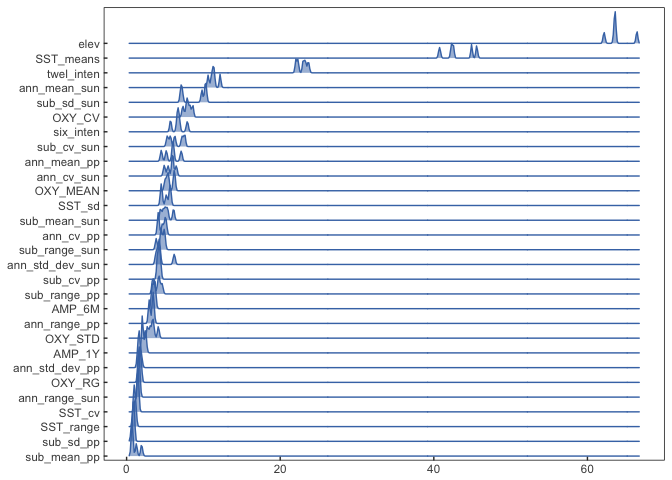 elev
SST_means
twel_inten
ann_mean_sun
sub_sd_sun
OXY_CV
six_inten
sub_cv_sun
ann_mean_pp
ann_cv_sun
OXY_MEAN
SST_sd
sub_mean_sun
ann_cv_pp
sub_range_sun
ann_std_dev_sun
sub_cv_pp
sub_range_pp
AMP_6M
ann_range_pp
OXY_STD
AMP_1Y
ann_std_dev_pp
OXY_RG
ann_range_sun
SST_cv
SST_range
sub_sd_pp
sub_mean_pp
0 20 40 60